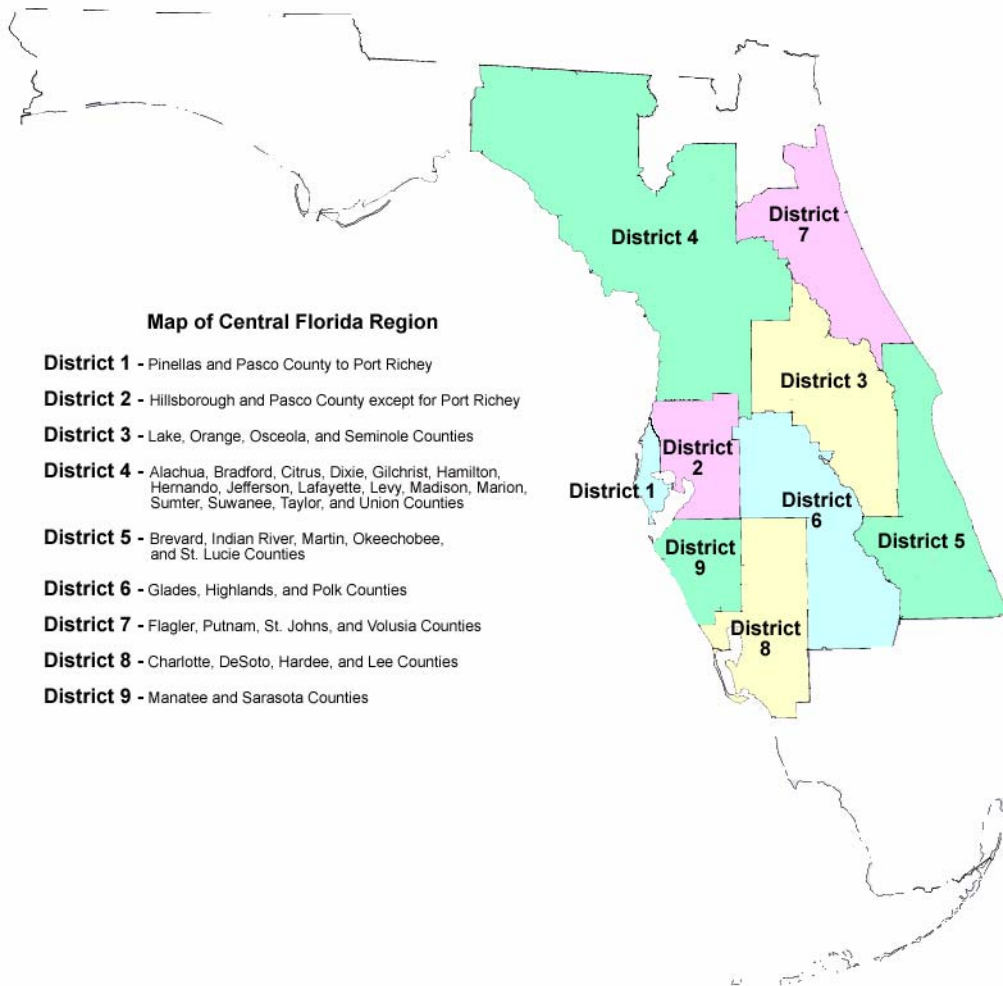 Map of Central Florida Region
District 1 - Pinellas and Pasco County to Port Richey
District 2 - Hillsborough and Pasco County except for Port Richey
District 3 - Lake, Orange, Osceola, and Seminole Counties
District 4 - Alachua, Bradford, Citrus, Dixie, Gilchrist, Hamilton,
Hernando, Jefferson, Lafayette, Levy, Madison, Marion,
Sumter, Suwanee, Taylor, and Union Counties
District 5 - Brevard, Indian River, Martin, Okeechobee,
and St. Lucie Counties
District 6 - Glades, Highlands, and Polk Counties
District 7 - Flagler, Putnam, St. Johns, and Volusia Counties
District 8 - Charlotte, DeSoto, Hardee, and Lee Counties
District 9 - Manatee and Sarasota Counties
District
7
District 4
District 3
District
2
District 1
District
6
District 5
District
9
District
8